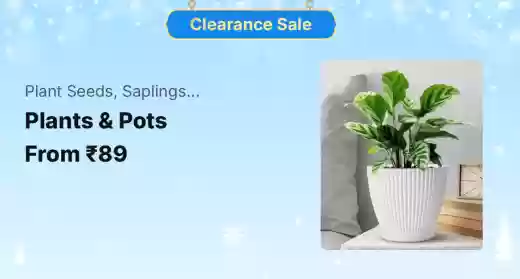 Clearance Sale
Plant Seeds, Saplings...
Plants & Pots
From ₹89